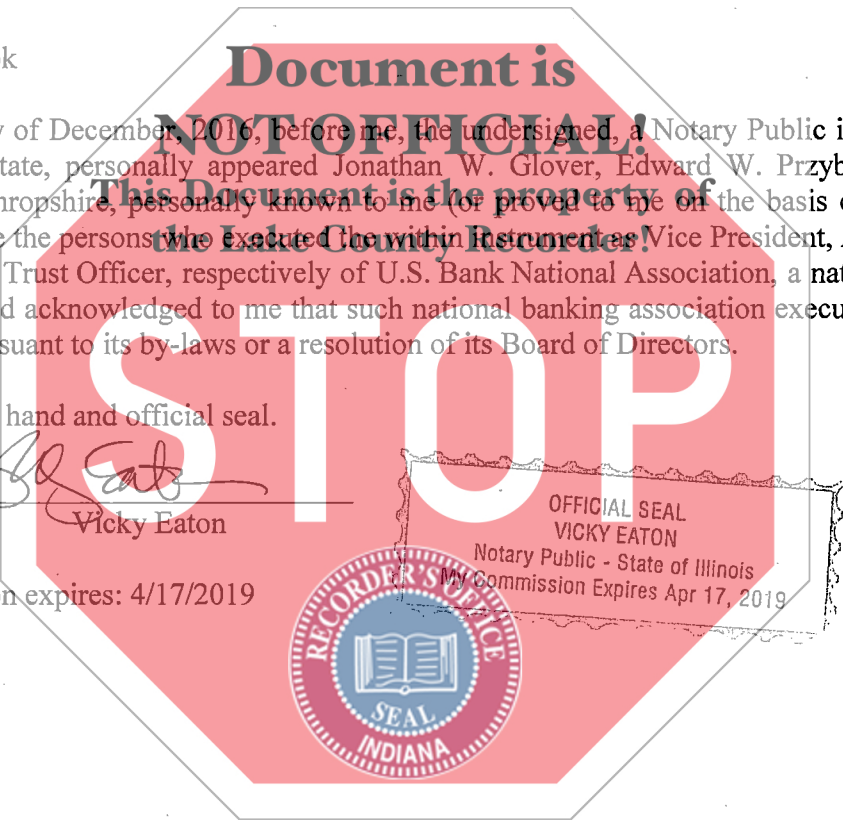 k
Document is
NOT OFFICIAL!
This Document is the property of
the Lake County Recorder!
of December, 2016, before me, the undersigned, a Notary Public i
tate, personally appeared Jonathan W. Glover, Edward W. Przyb
hropshire, personally known to me (or proved to me on the basis
e the persons who executed the within instrument as Vice President,
Trust Officer, respectively of U.S. Bank National Association, a nat
d acknowledged to me that such national banking association execu
suant to its by-laws or a resolution of its Board of Directors.
STOP
hand and official seal.
Vicky Eaton
OFFICIAL SEAL
VICKY EATON
Notary Public - State of Illinois
My Commission Expires Apr 17, 2019
n expires: 4/17/2019
RECORDER'S OFFICE
SEAL
INDIANA